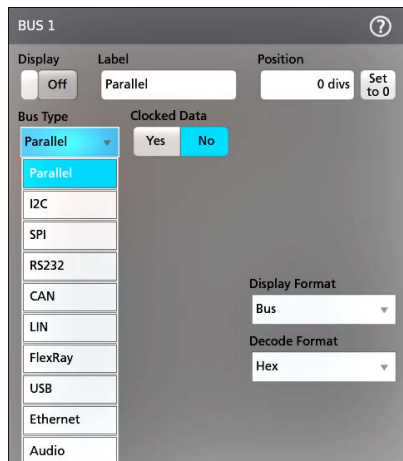 BUS 1
?
Display Label Position
Off Parallel 0 divs Set to 0
Bus Type Clocked Data
Parallel Yes No
Parallel
I2C
SPI
RS232
CAN
LIN
FlexRay
USB
Ethernet
Audio
Display Format
Bus
Decode Format
Hex